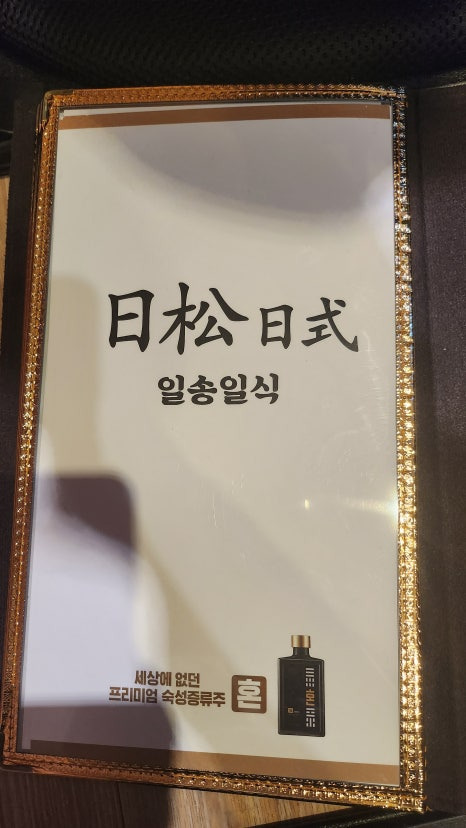 日松 日式
일송일식
세상에 없던
프리미엄 숙성증류주
혼